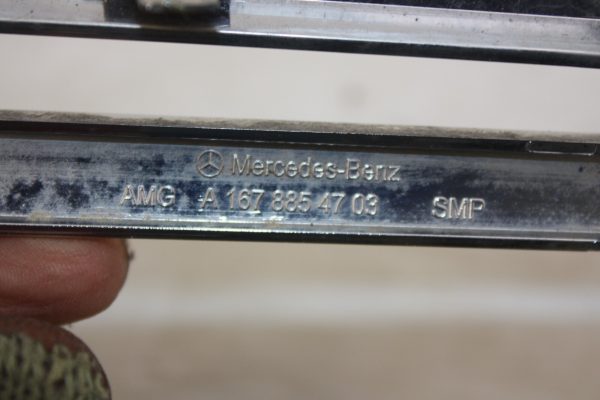 Mercedes-Benz
AMG A 167 885 47 03 SMP